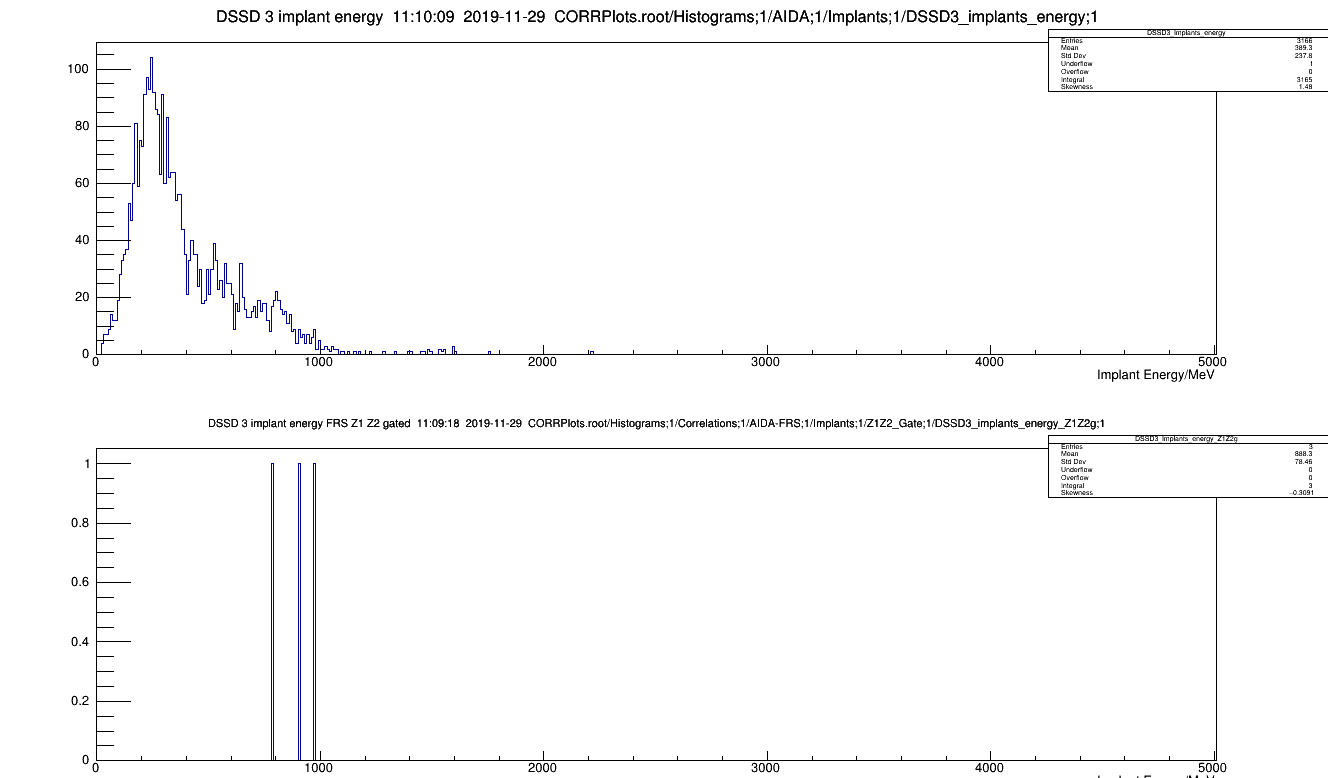 DSSD 3 implant energy 11:10:09 2019-11-29 CORRPlots.root/Histograms;1/AIDA;1/Implants;1/DSSD3_implants_energy;1
DSSD3_implants_energy
Entries 3166
Mean 389.3
Std Dev 237.8
Underflow 1
Overflow 0
Integral 3165
Skewness 1.48
100
80
60
40
20
0
0 1000 2000 3000 4000 5000
Implant Energy/MeV
DSSD 3 implant energy FRS Z1 Z2 gated 11:09:18 2019-11-29 CORRPlots.root/Histograms;1/Correlations;1/AIDA-FRS;1/Implants;1/Z1Z2_Gate;1/DSSD3_implants_energy_Z1Z2g;1
DSSD3_implants_energy_Z1Z2g
Entries 3
Mean 888.3
Std Dev 78.46
Underflow 0
Overflow 0
Integral 3
Skewness -0.3091
1
0.8
0.6
0.4
0.2
0
0 1000 2000 3000 4000 5000